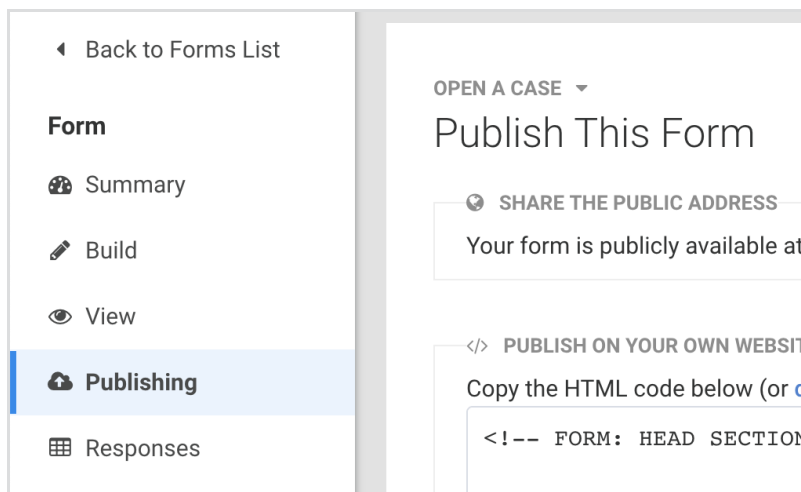 Back to Forms List
Form
Summary
Build
View
Publishing
Responses
OPEN A CASE
Publish This Form
SHARE THE PUBLIC ADDRESS
Your form is publicly available at
</> PUBLISH ON YOUR OWN WEBSIT
Copy the HTML code below (or
<!-- FORM: HEAD SECTION